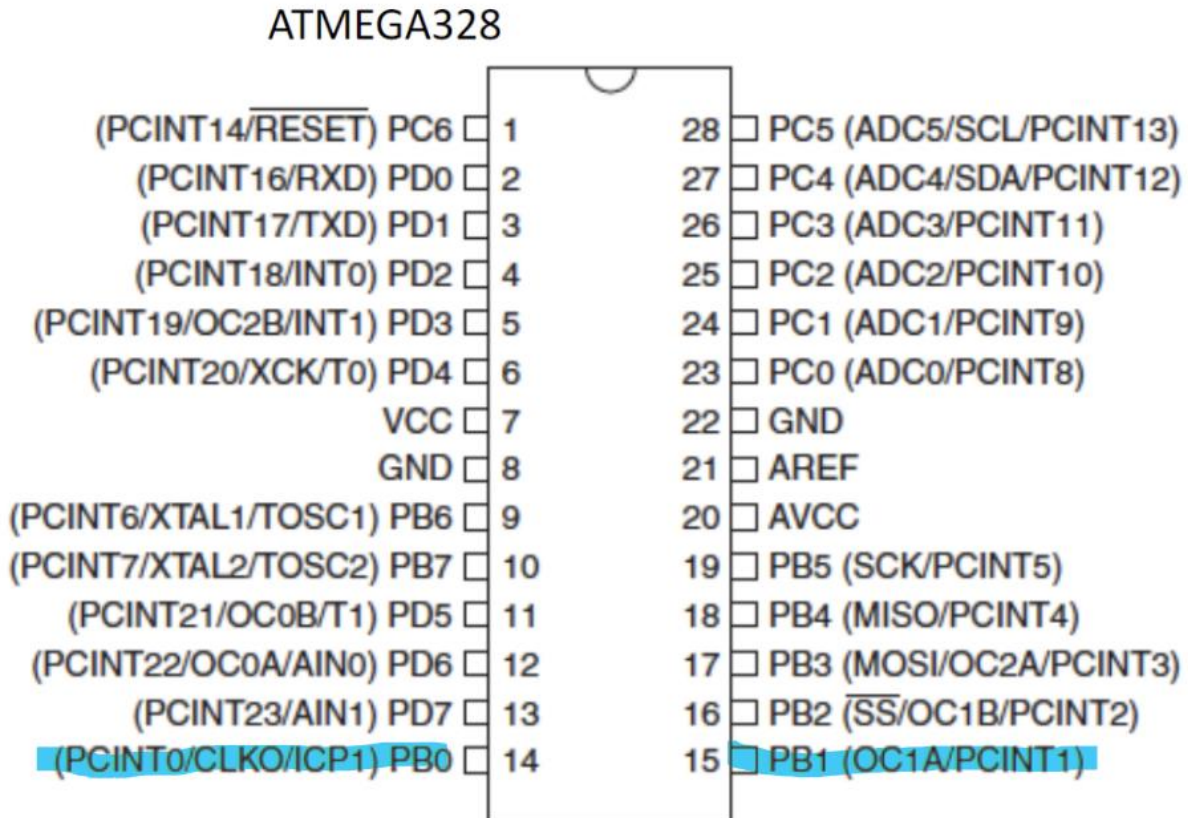 ATMEGA328
(PCINT14/RESET) PC6 1 28 PC5 (ADC5/SCL/PCINT13)
(PCINT16/RXD) PD0 2 27 PC4 (ADC4/SDA/PCINT12)
(PCINT17/TXD) PD1 3 26 PC3 (ADC3/PCINT11)
(PCINT18/INT0) PD2 4 25 PC2 (ADC2/PCINT10)
(PCINT19/OC2B/INT1) PD3 5 24 PC1 (ADC1/PCINT9)
(PCINT20/XCK/T0) PD4 6 23 PC0 (ADC0/PCINT8)
VCC 7 22 GND
GND 8 21 AREF
(PCINT6/XTAL1/TOSC1) PB6 9 20 AVCC
(PCINT7/XTAL2/TOSC2) PB7 10 19 PB5 (SCK/PCINT5)
(PCINT21/OC0B/T1) PD5 11 18 PB4 (MISO/PCINT4)
(PCINT22/OC0A/AIN0) PD6 12 17 PB3 (MOSI/OC2A/PCINT3)
(PCINT23/AIN1) PD7 13 16 PB2 (SS/OC1B/PCINT2)
(PCINT0/CLKO/ICP1) PB0 14 15 PB1 (OC1A/PCINT1)